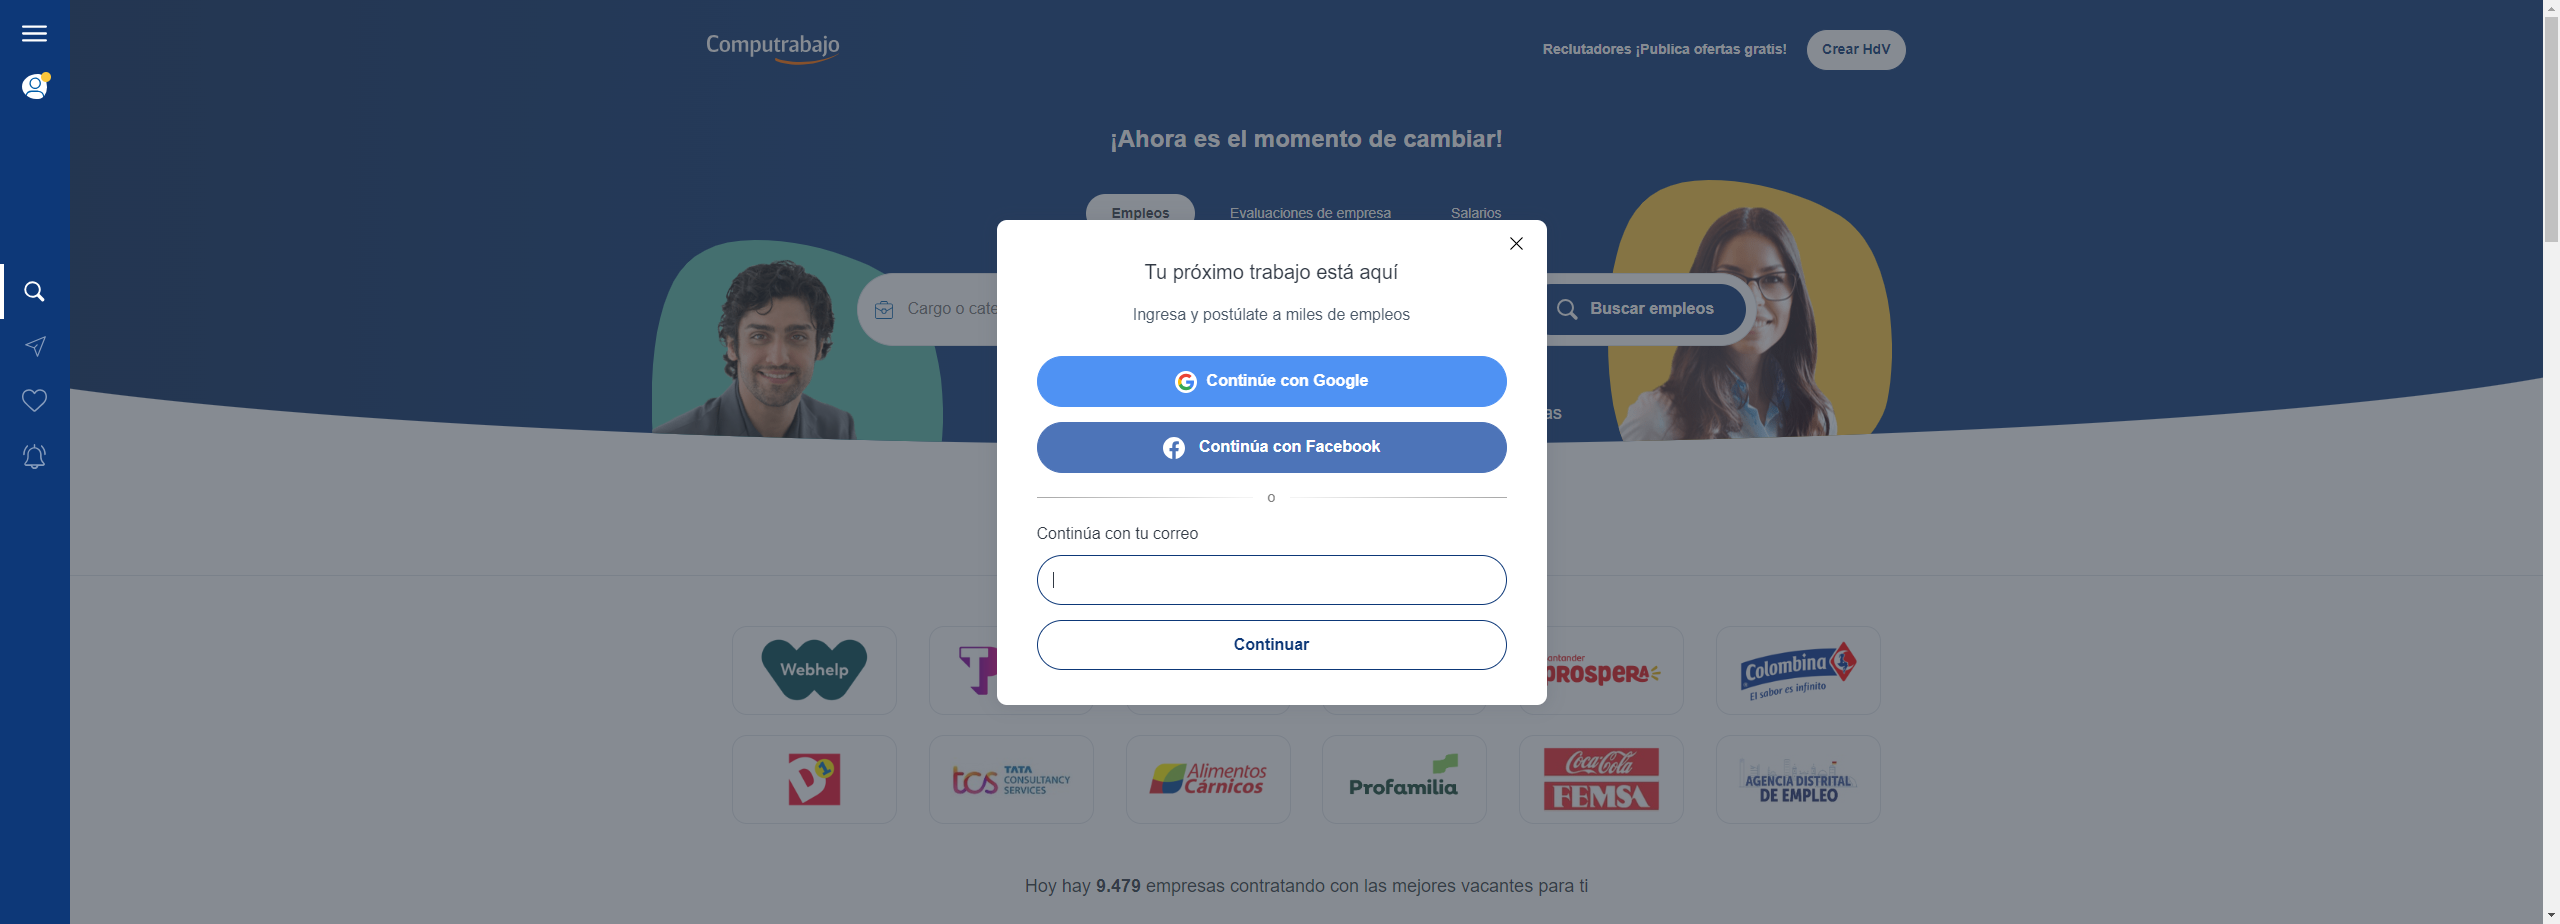 Computrabajo
Reclutadores ¡Publica ofertas gratis!
Crear HdV
¡Ahora es el momento de cambiar!
Empleos
Evaluaciones de empresa
Salarios
Cargo o cate
Buscar empleos
as
Tu próximo trabajo está aquí
Ingresa y postúlate a miles de empleos
Continúe con Google
Continúa con Facebook
o
Continúa con tu correo
Continuar
Webhelp
TP
antander
PROSPERA
Colombina
El sabor es infinito
D1
tcs TATA
CONSULTANCY
SERVICES
Alimentos
Cárnicos
Profamilia
Coca-Cola
FEMSA
AGENCIA DISTRITAL
DE EMPLEO
Hoy hay 9.479 empresas contratando con las mejores vacantes para ti